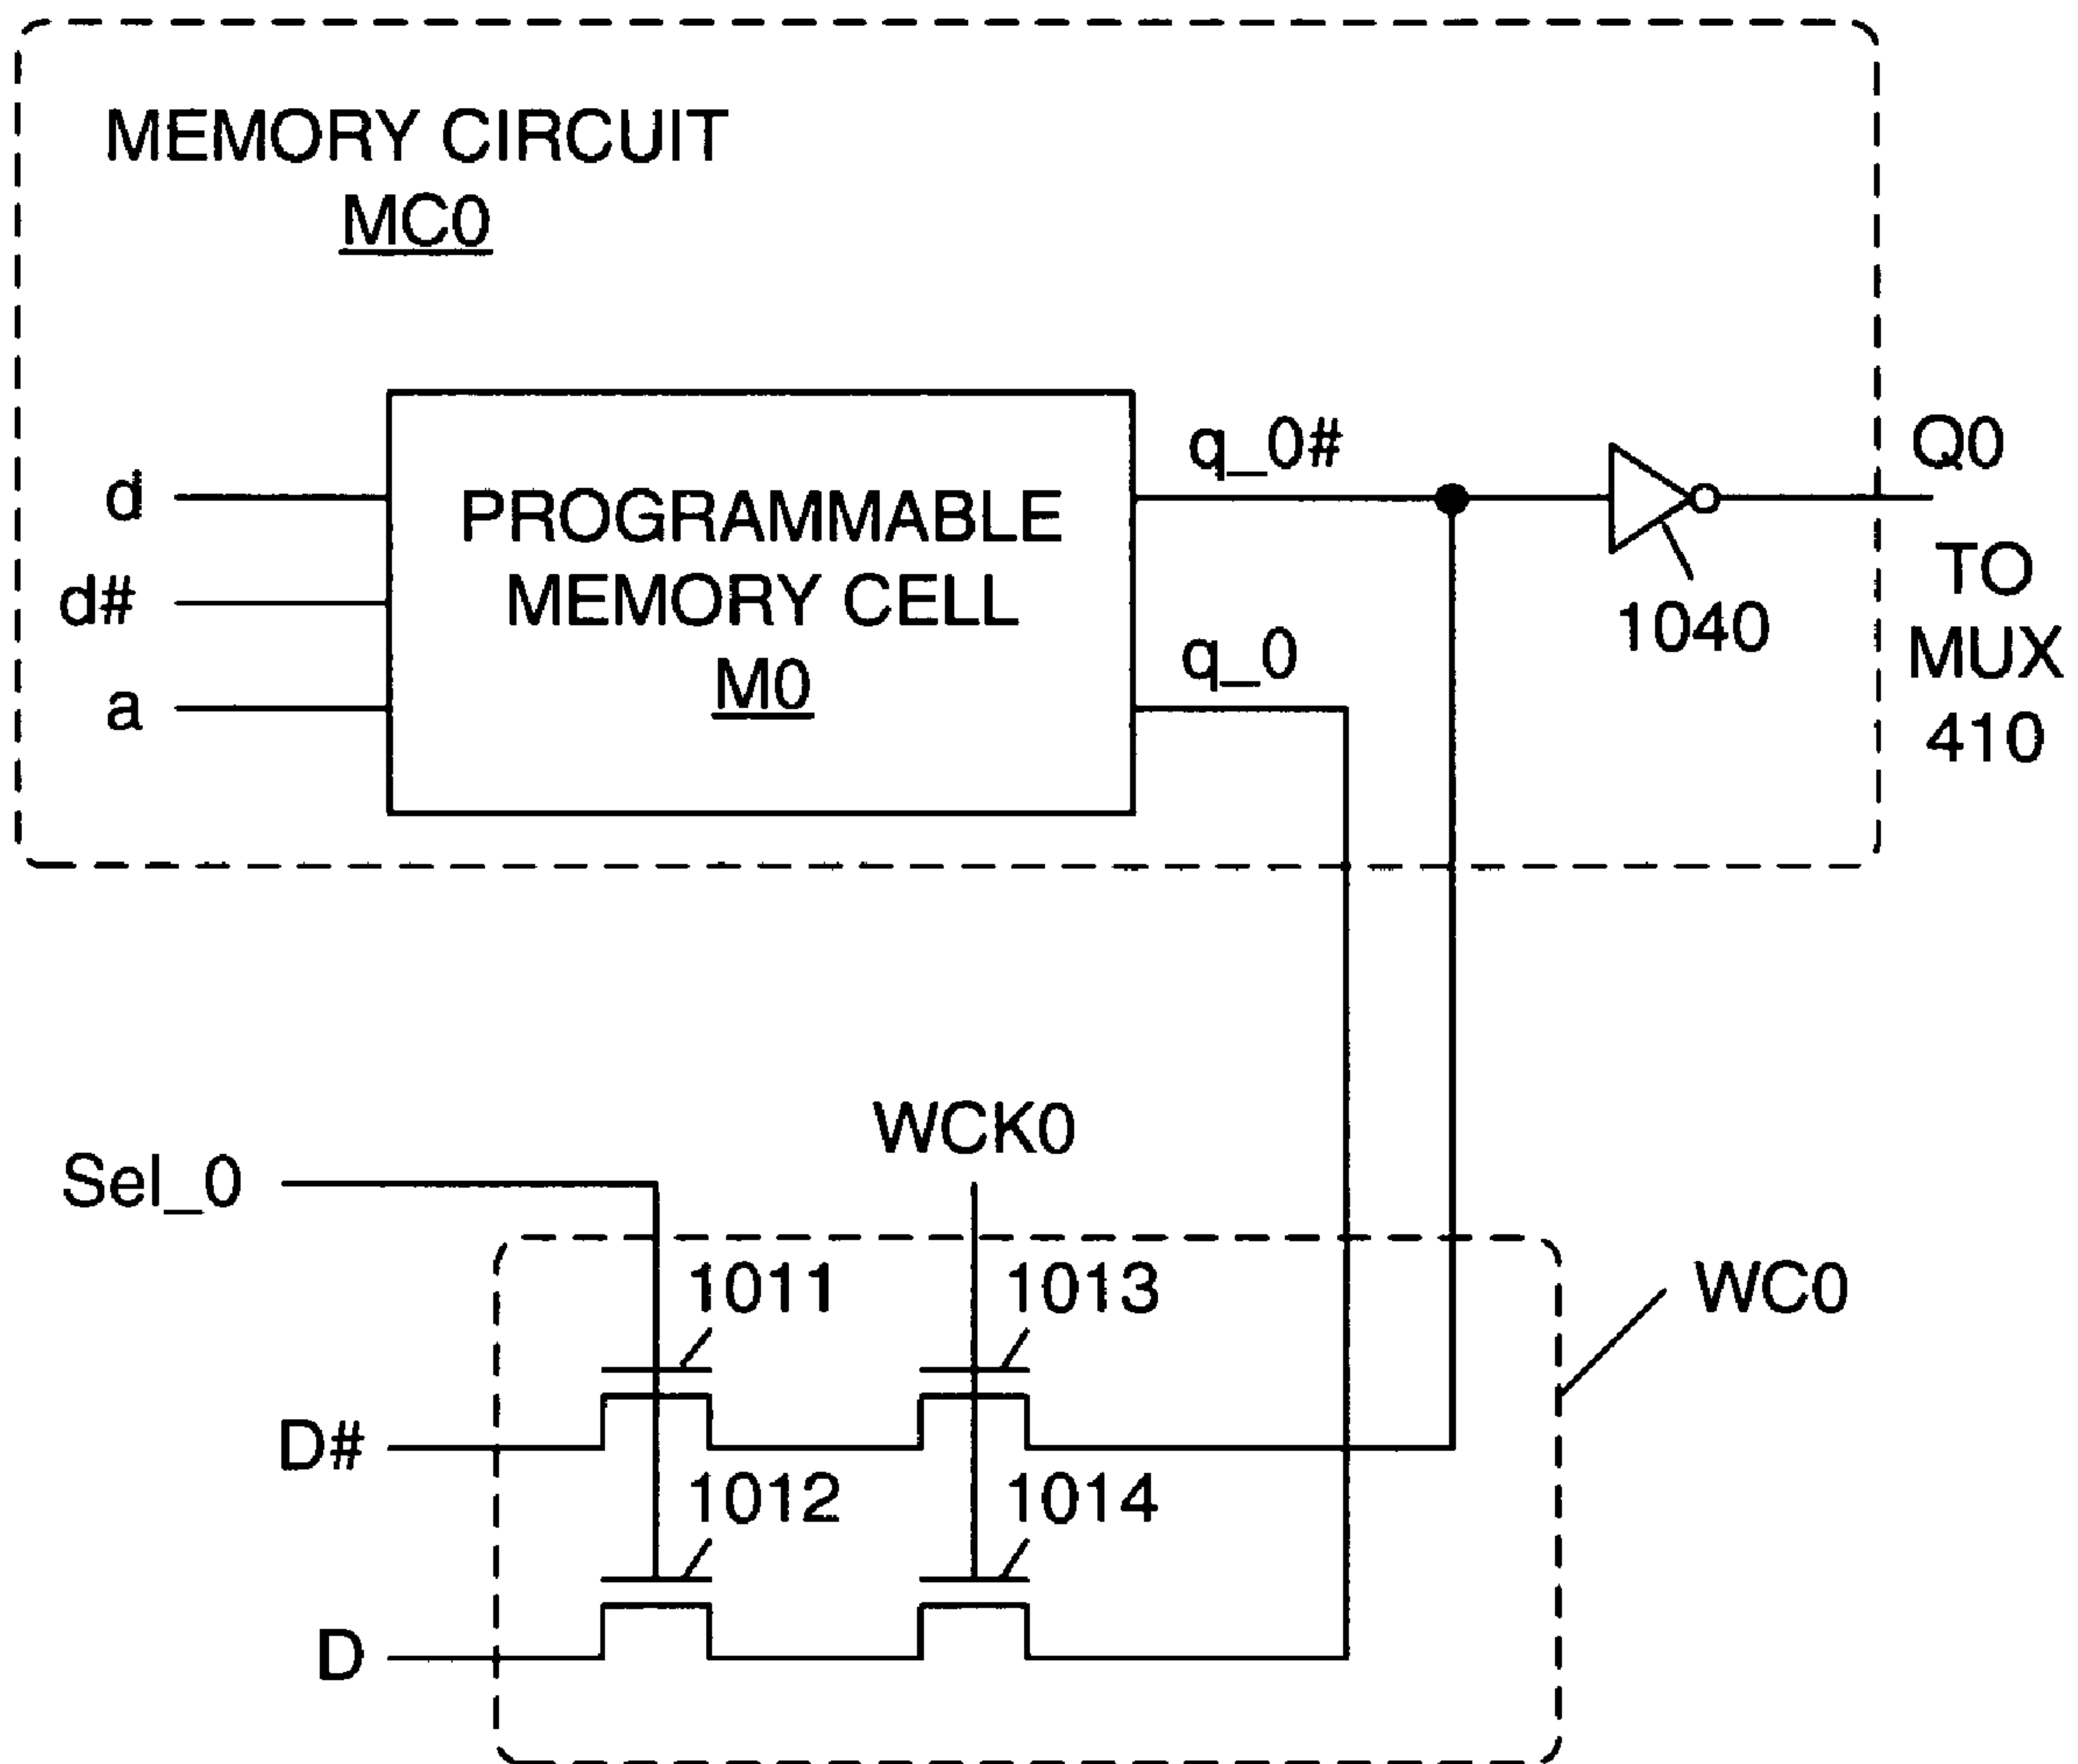 MEMORY CIRCUIT
MC0
d
d#
a
PROGRAMMABLE
MEMORY CELL
M0
q_0#
q_0
1040
Q0
TO
MUX
410
Sel_0
WCK0
1011
1013
WC0
D#
1012
1014
D